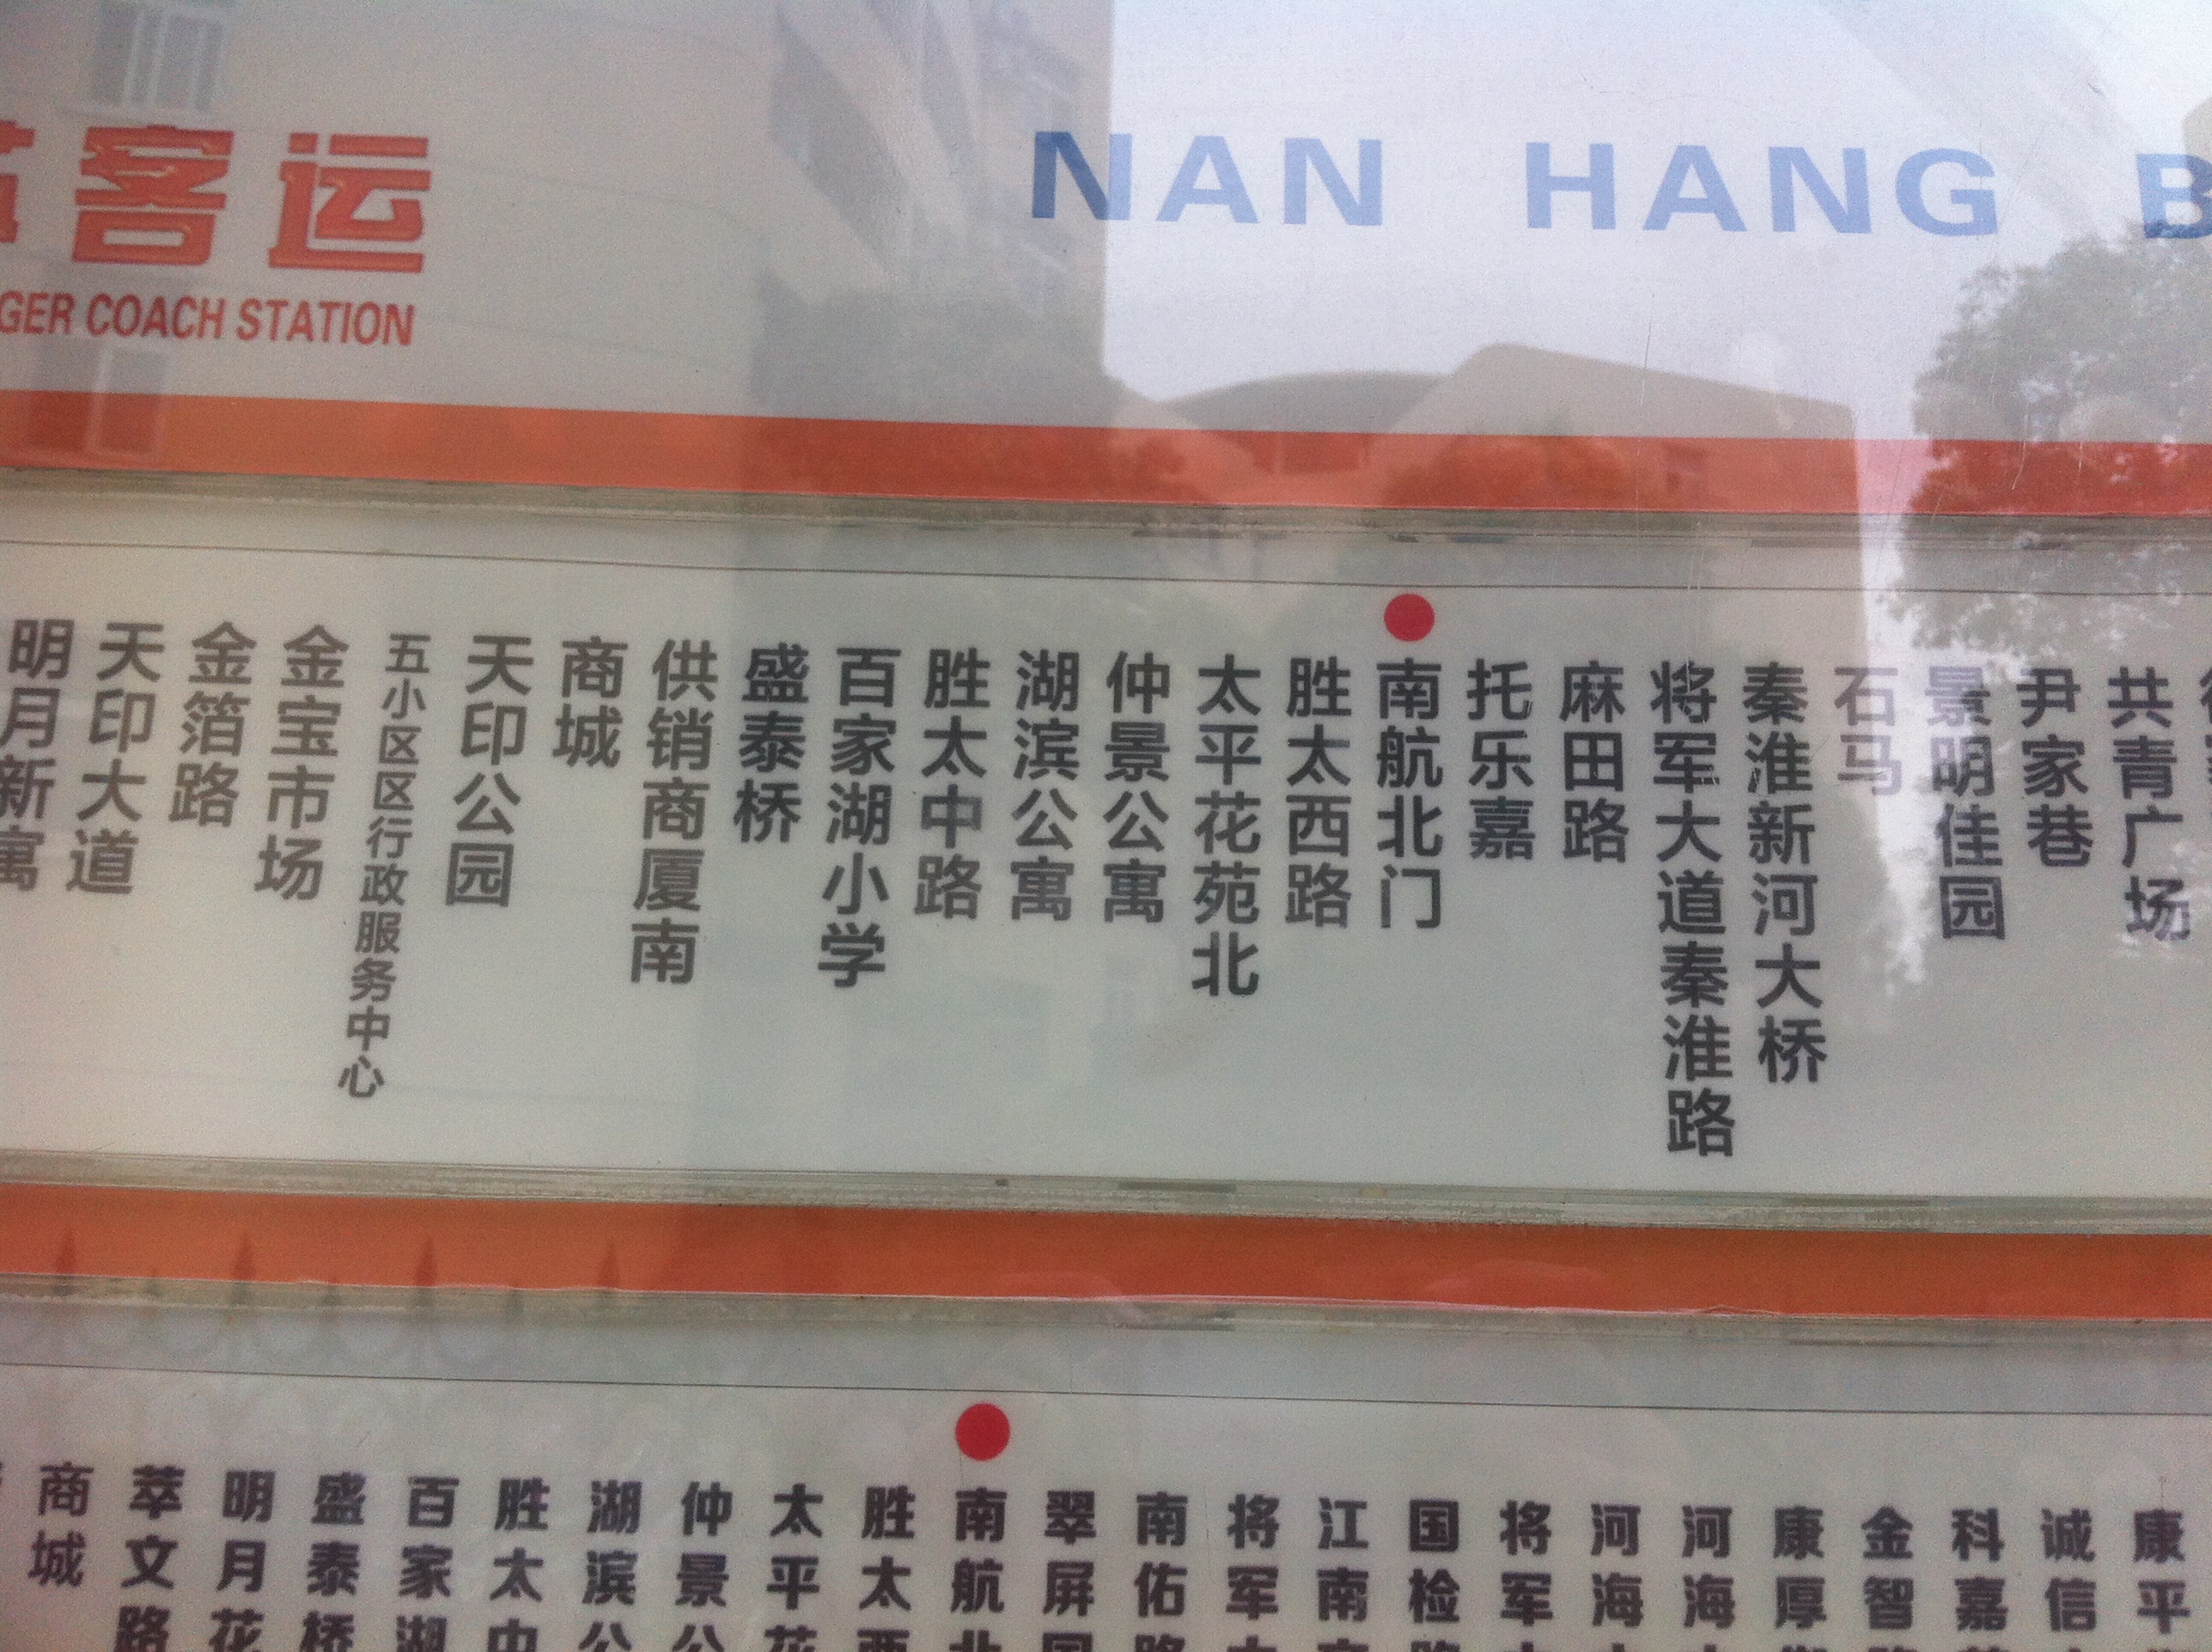 客运
GER COACH STATION
NAN HANG B
明月新寓
天印大道
金箔路
金宝市场
五小区区行政服务中心
天印公园
商城
供销商厦南
盛泰桥
百家湖小学
胜太中路
湖滨公寓
仲景公寓
太平花苑北
胜太西路
南航北门
托乐嘉
麻田路
将军大道秦淮路
秦淮新河大桥
石马
景明佳园
尹家巷
共青广场
商城
萃文路
明月花
盛泰桥
百家湖
胜太中
湖滨公
仲景公
太平花
胜太西
南航北
翠屏国
南佑路
将军大
江南
国检路
将军大
河海大
河海大
康厚
金智
科嘉
诚信
康平